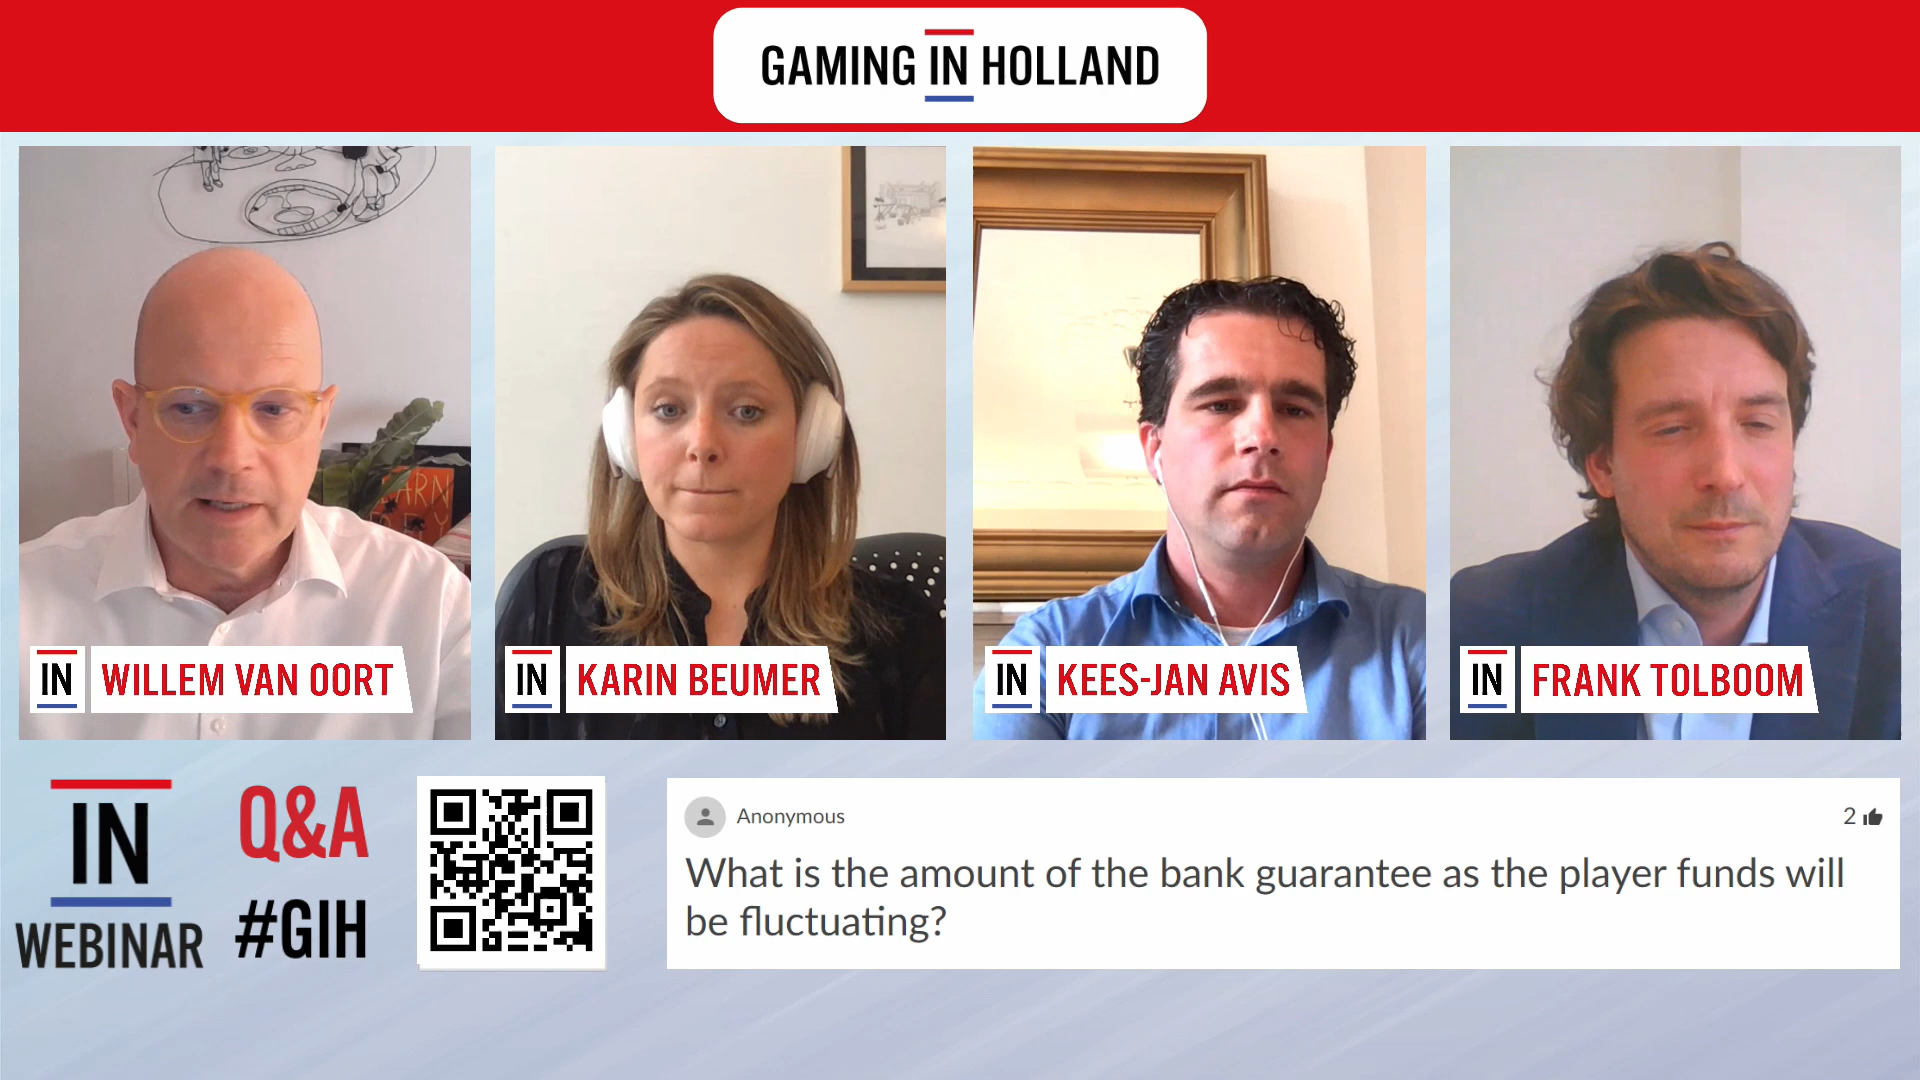 GAMING IN HOLLAND
IN WILLEM VAN OORT
IN KARIN BEUMER
IN KEES-JAN AVIS
IN FRANK TOLBOOM
IN
WEBINAR
Q&A
#GIH
Anonymous
2
What is the amount of the bank guarantee as the player funds will
be fluctuating?